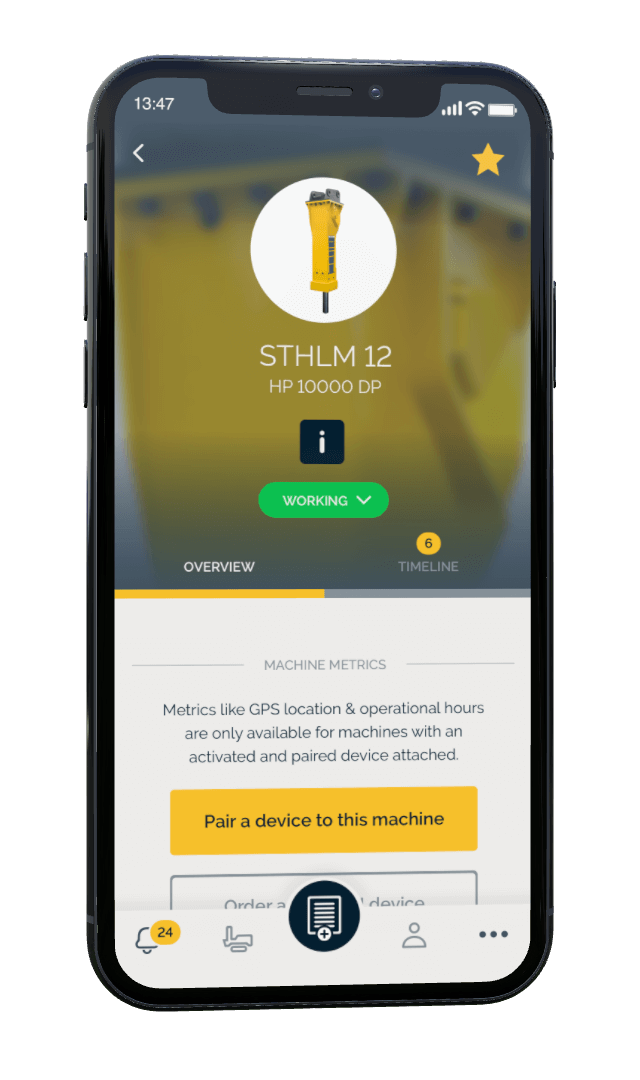 13:47
STHLM 12
HP 10000 DP
i
WORKING
6
OVERVIEW
TIMELINE
MACHINE METRICS
Metrics like GPS location & operational hours
are only available for machines with an
activated and paired device attached.
Pair a device to this machine
Order a device
24